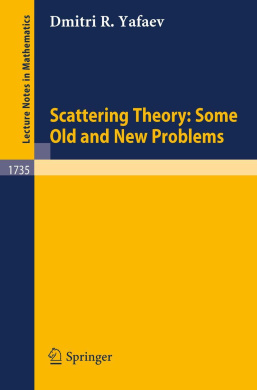 Dmitri R. Yafaev
Lecture Notes in Mathematics
Scattering Theory: Some
Old and New Problems
1735
Springer